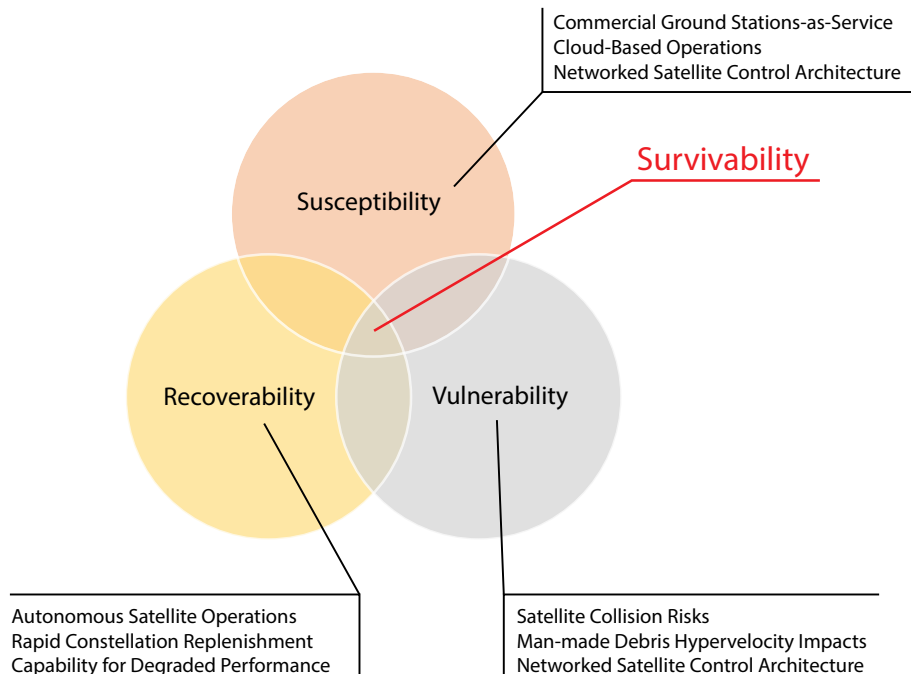 Commercial Ground Stations-as-Service
Cloud-Based Operations
Networked Satellite Control Architecture
Survivability
Susceptibility
Recoverability
Vulnerability
Autonomous Satellite Operations
Rapid Constellation Replenishment
Capability for Degraded Performance
Satellite Collision Risks
Man-made Debris Hypervelocity Impacts
Networked Satellite Control Architecture